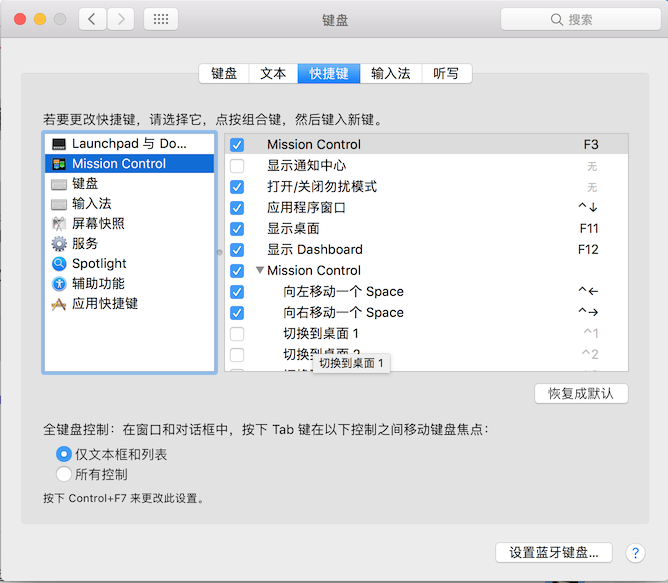 键盘
搜索
键盘 文本 快捷键 输入法 听写
若要更改快捷键，请选择它，点按组合键，然后键入新键。
Launchpad 与 Do...
Mission Control
键盘
输入法
屏幕快照
服务
Spotlight
辅助功能
应用快捷键
Mission Control F3
显示通知中心 无
打开/关闭勿扰模式 无
应用程序窗口 ^↓
显示桌面 F11
显示 Dashboard F12
Mission Control
向左移动一个 Space ^←
向右移动一个 Space ^→
切换到桌面 1 ^1
切换到桌面 2 ^2
切换到桌面 1
恢复成默认
全键盘控制：在窗口和对话框中，按下 Tab 键在以下控制之间移动键盘焦点：
仅文本框和列表
所有控制
按下 Control+F7 来更改此设置。
设置蓝牙键盘...
?